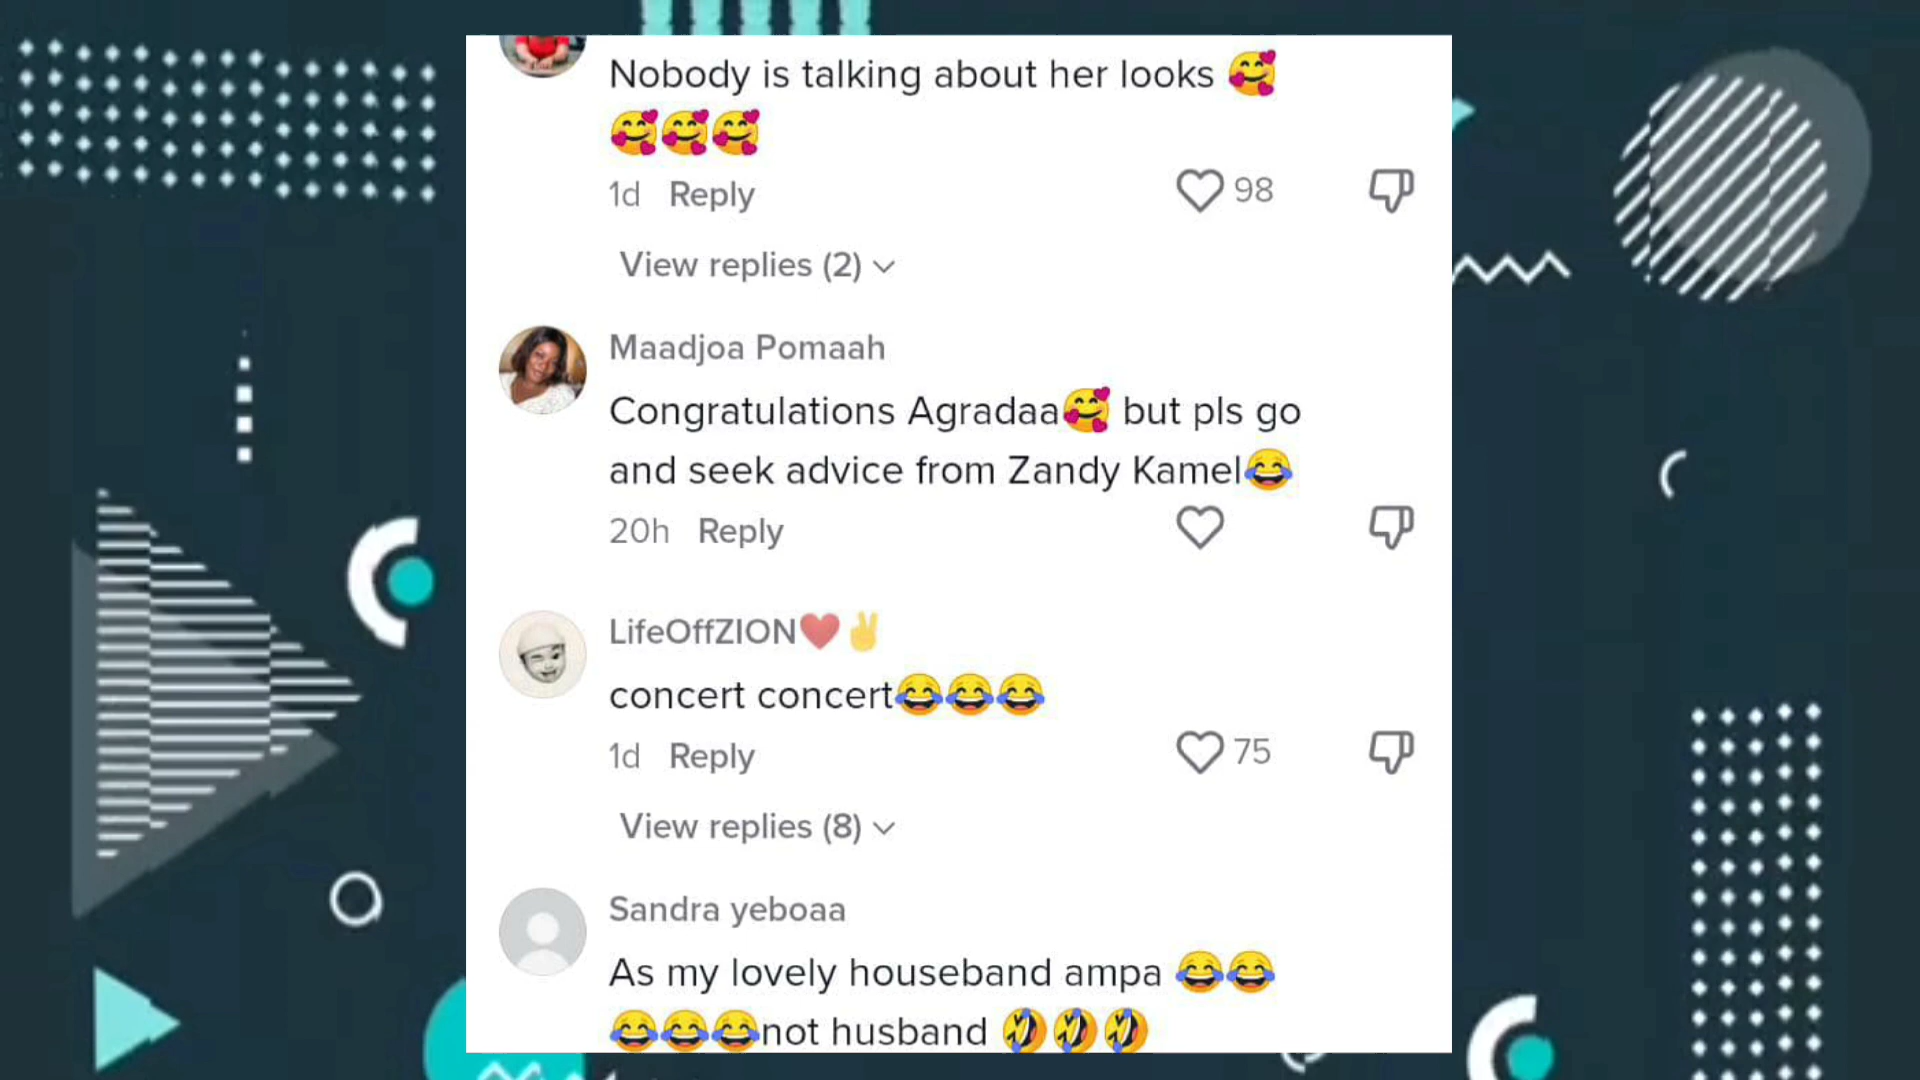 Nobody is talking about her looks 🥰
🥰🥰🥰
1d Reply 98
View replies (2)
Maadjoa Pomaah
Congratulations Agradaa🥰 but pls go
and seek advice from Zandy Kamel😂
20h Reply
LifeOffZION❤️✌️
concert concert😂😂😂
1d Reply 75
View replies (8)
Sandra yeboaa
As my lovely houseband ampa 😂😂
😂😂😂not husband 🤣🤣🤣